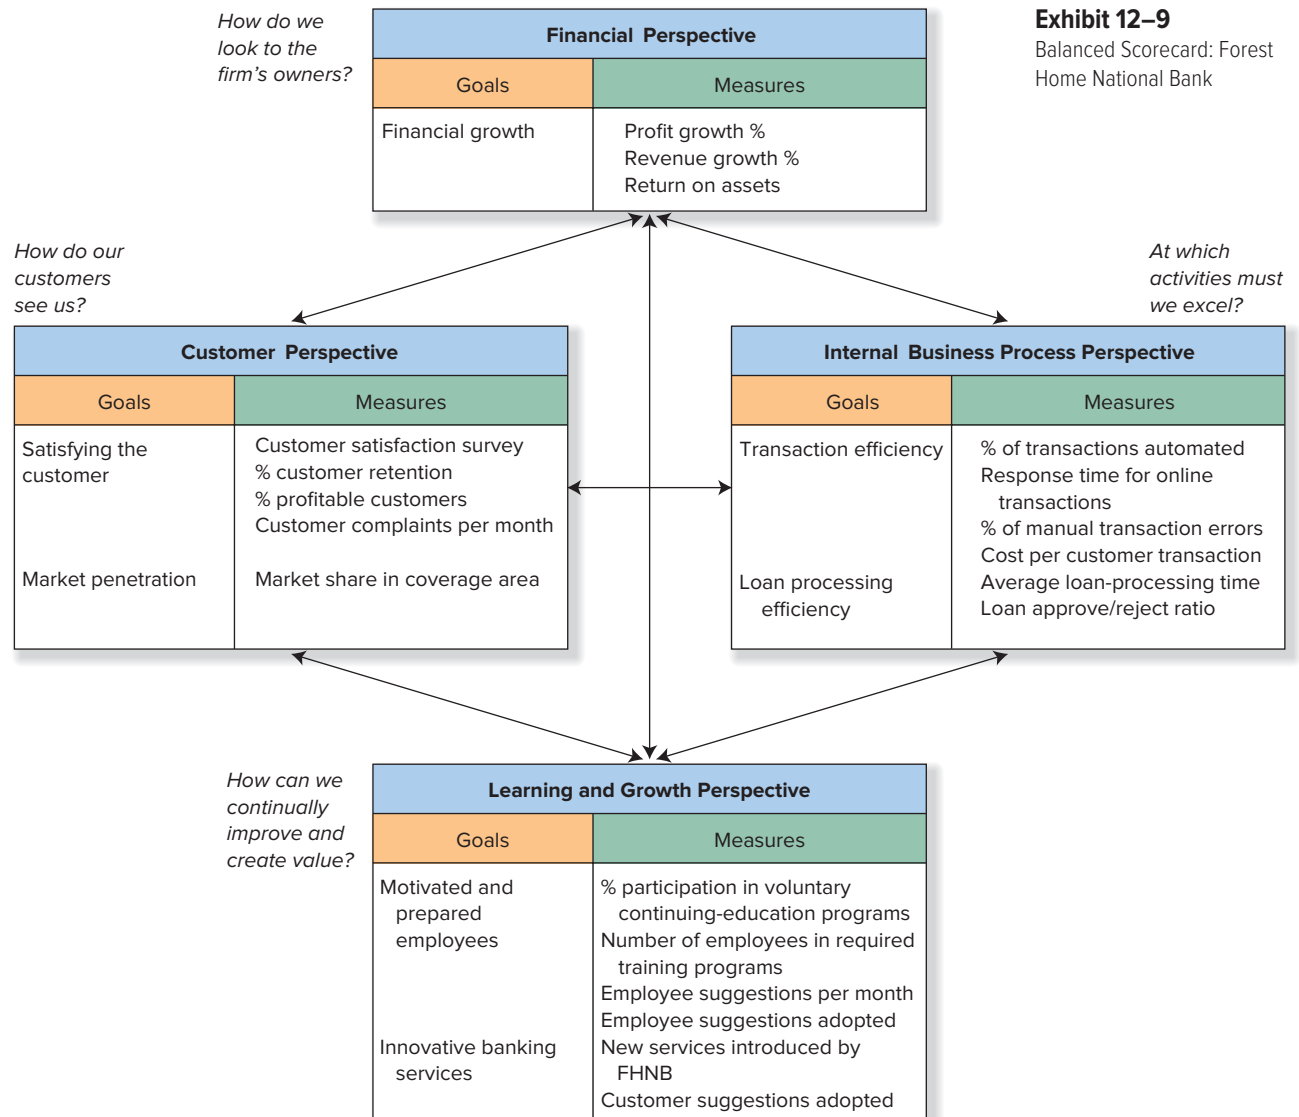 How do we
look to the
firm's owners?
Exhibit 12–9
Balanced Scorecard: Forest
Home National Bank
Financial Perspective
Goals
Measures
Financial growth
Profit growth %
Revenue growth %
Return on assets
How do our
customers
see us?
At which
activities must
we excel?
Customer Perspective
Goals
Measures
Satisfying the
customer
Customer satisfaction survey
% customer retention
% profitable customers
Customer complaints per month
Market penetration
Market share in coverage area
Internal Business Process Perspective
Goals
Measures
Transaction efficiency
% of transactions automated
Response time for online
transactions
% of manual transaction errors
Cost per customer transaction
Loan processing
efficiency
Average loan-processing time
Loan approve/reject ratio
How can we
continually
improve and
create value?
Learning and Growth Perspective
Goals
Measures
Motivated and
prepared
employees
% participation in voluntary
continuing-education programs
Number of employees in required
training programs
Employee suggestions per month
Employee suggestions adopted
Innovative banking
services
New services introduced by
FHNB
Customer suggestions adopted